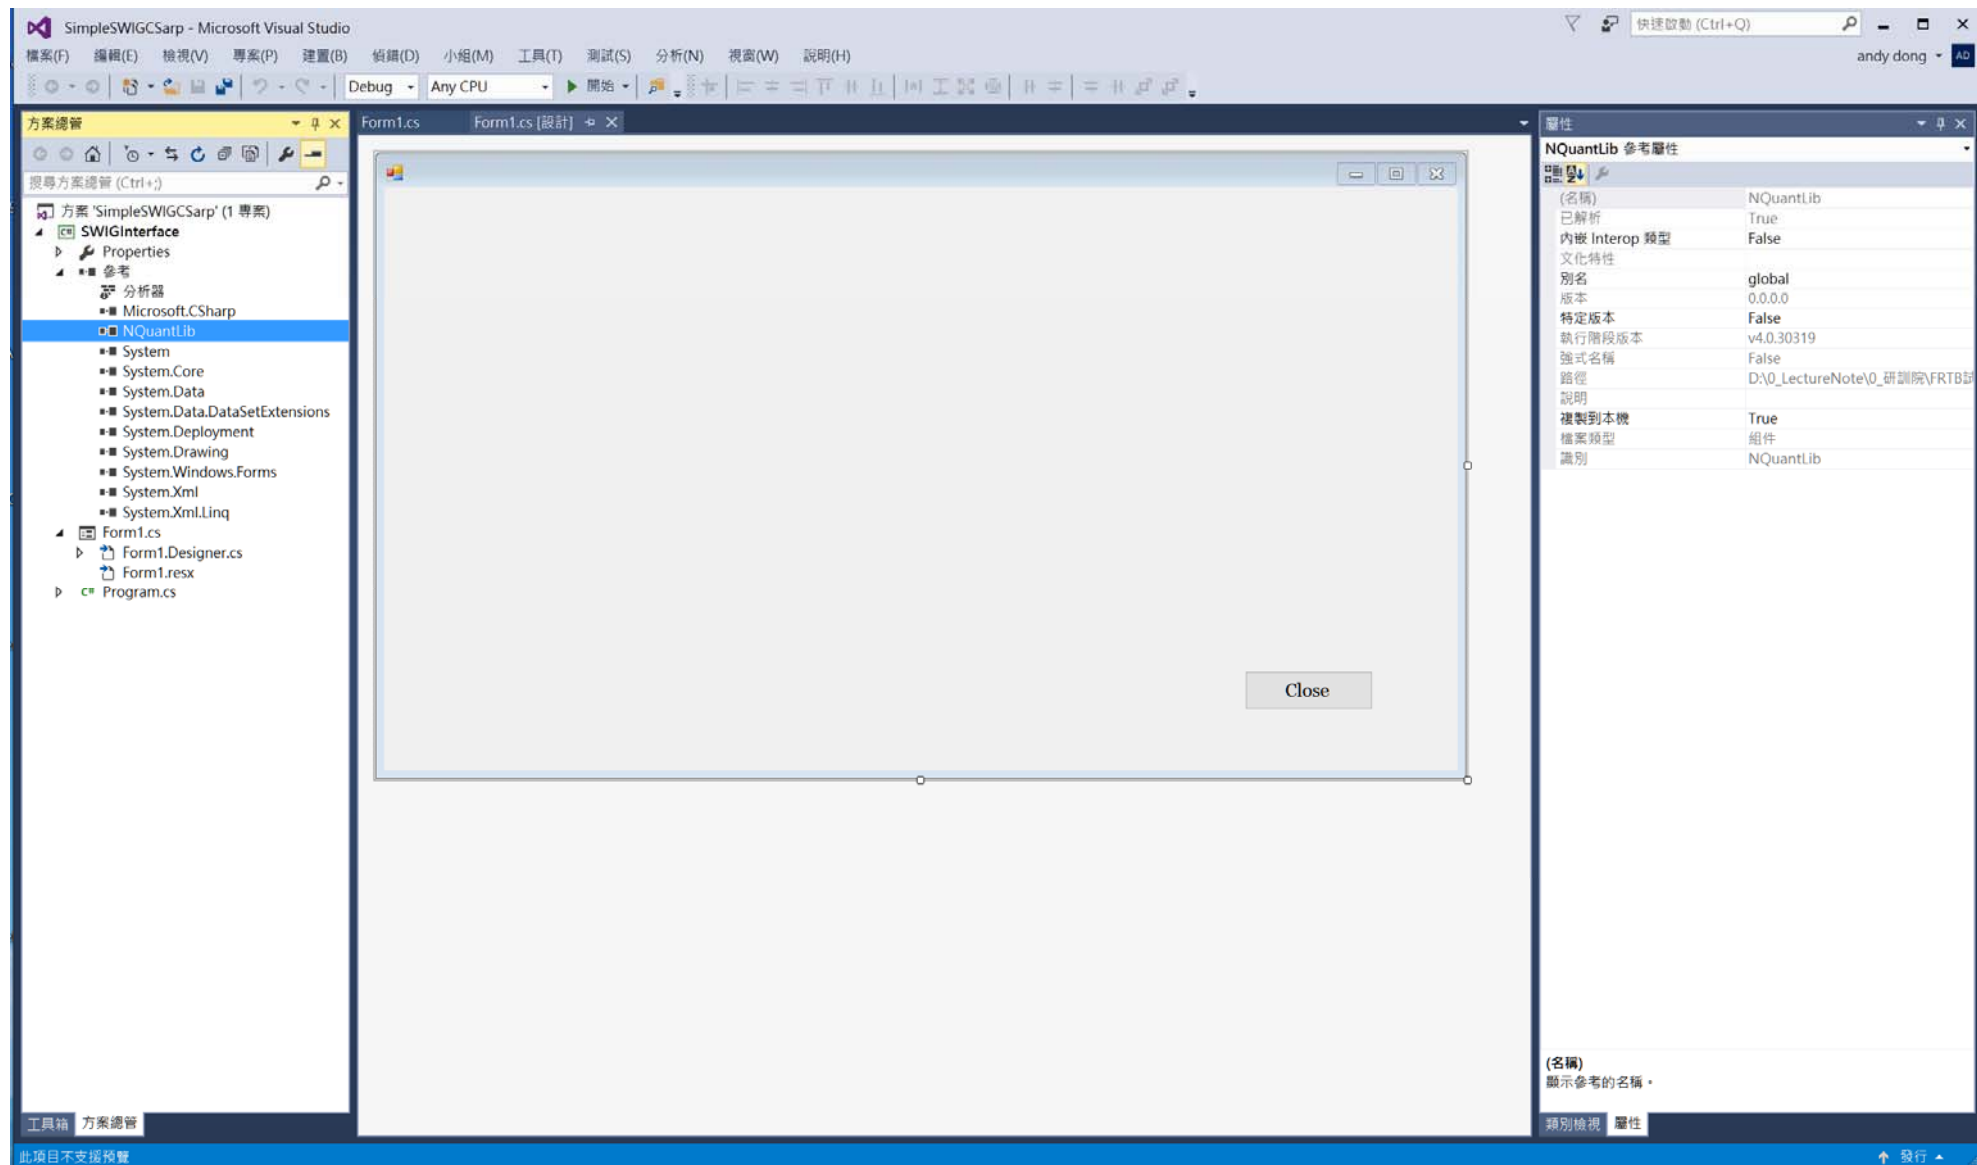 SimpleSWIGCSarp - Microsoft Visual Studio
快速啟動 (Ctrl+Q)
檔案(F) 編輯(E) 檢視(V) 專案(P) 建置(B) 偵錯(D) 小組(M) 工具(T) 測試(S) 分析(N) 視窗(W) 說明(H)
andy dong
AD
Debug
Any CPU
開始
方案總管
搜尋方案總管 (Ctrl+;)
方案 'SimpleSWIGCSarp' (1 專案)
C# SWIGInterface
Properties
參考
分析器
Microsoft.CSharp
NQuantLib
System
System.Core
System.Data
System.Data.DataSetExtensions
System.Deployment
System.Drawing
System.Windows.Forms
System.Xml
System.Xml.Linq
Form1.cs
Form1.Designer.cs
Form1.resx
C# Program.cs
工具箱 方案總管
Form1.cs
Form1.cs [設計]
Close
屬性
NQuantLib 參考屬性
(名稱) NQuantLib
已解析 True
內嵌 Interop 類型 False
文化特性
別名 global
版本 0.0.0.0
特定版本 False
執行階段版本 v4.0.30319
強式名稱 False
路徑 D:\0_LectureNote\0_研訓院\FRTB試
說明
複製到本機 True
檔案類型 組件
識別 NQuantLib
(名稱)
顯示參考的名稱。
類別檢視 屬性
此項目不支援預覽
發行